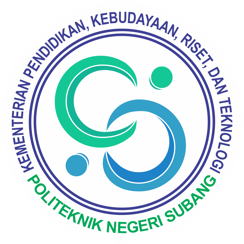 KEMENTERIAN PENDIDIKAN, KEBUDAYAAN, RISET, DAN TEKNOLOGI
POLITEKNIK NEGERI SUBANG